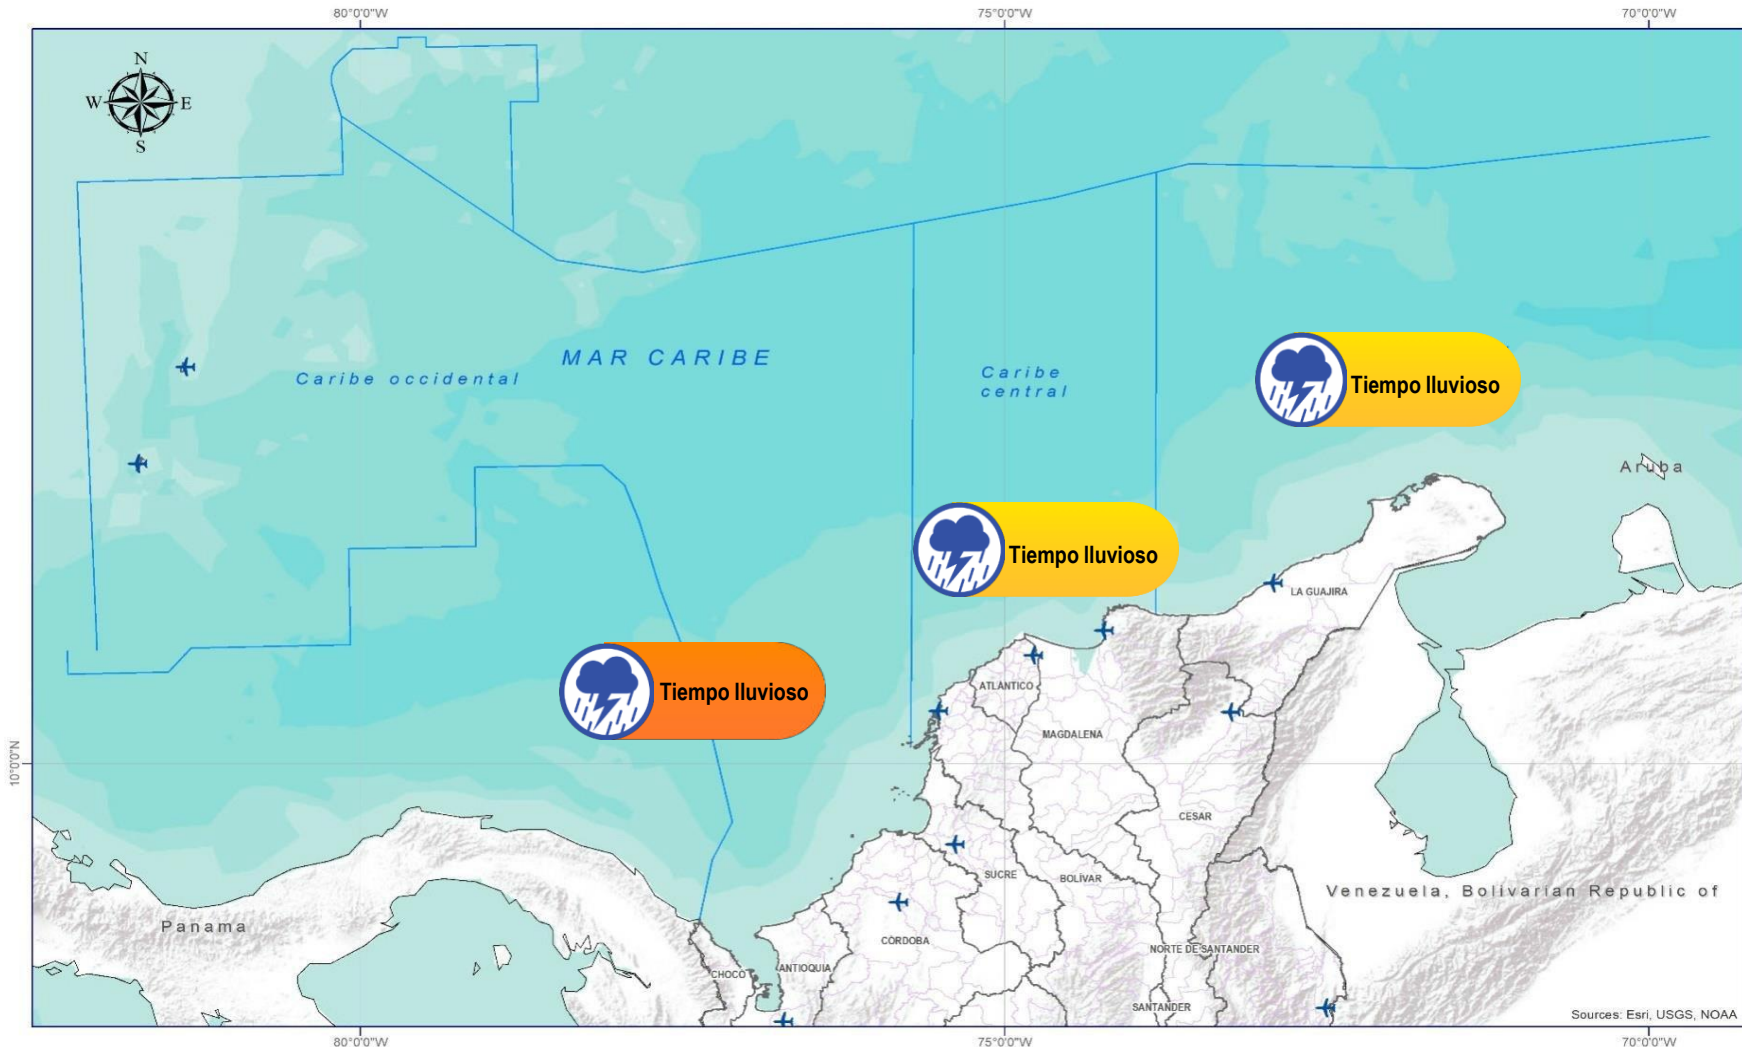 80°0'0"W
75°0'0"W
70°0'0"W
N
W
E
S
MAR CARIBE
Caribe occidental
Caribe
central
Tiempo lluvioso
Aruba
Tiempo lluvioso
LA GUAJIRA
Tiempo lluvioso
ATLÁNTICO
MAGDALENA
10°0'0"N
CESAR
SUCRE
BOLÍVAR
Venezuela, Bolivarian Republic of
Panama
CÓRDOBA
NORTE DE SANTANDER
CHOCO
ANTIOQUIA
SANTANDER
Sources: Esri, USGS, NOAA
80°0'0"W
75°0'0"W
70°0'0"W